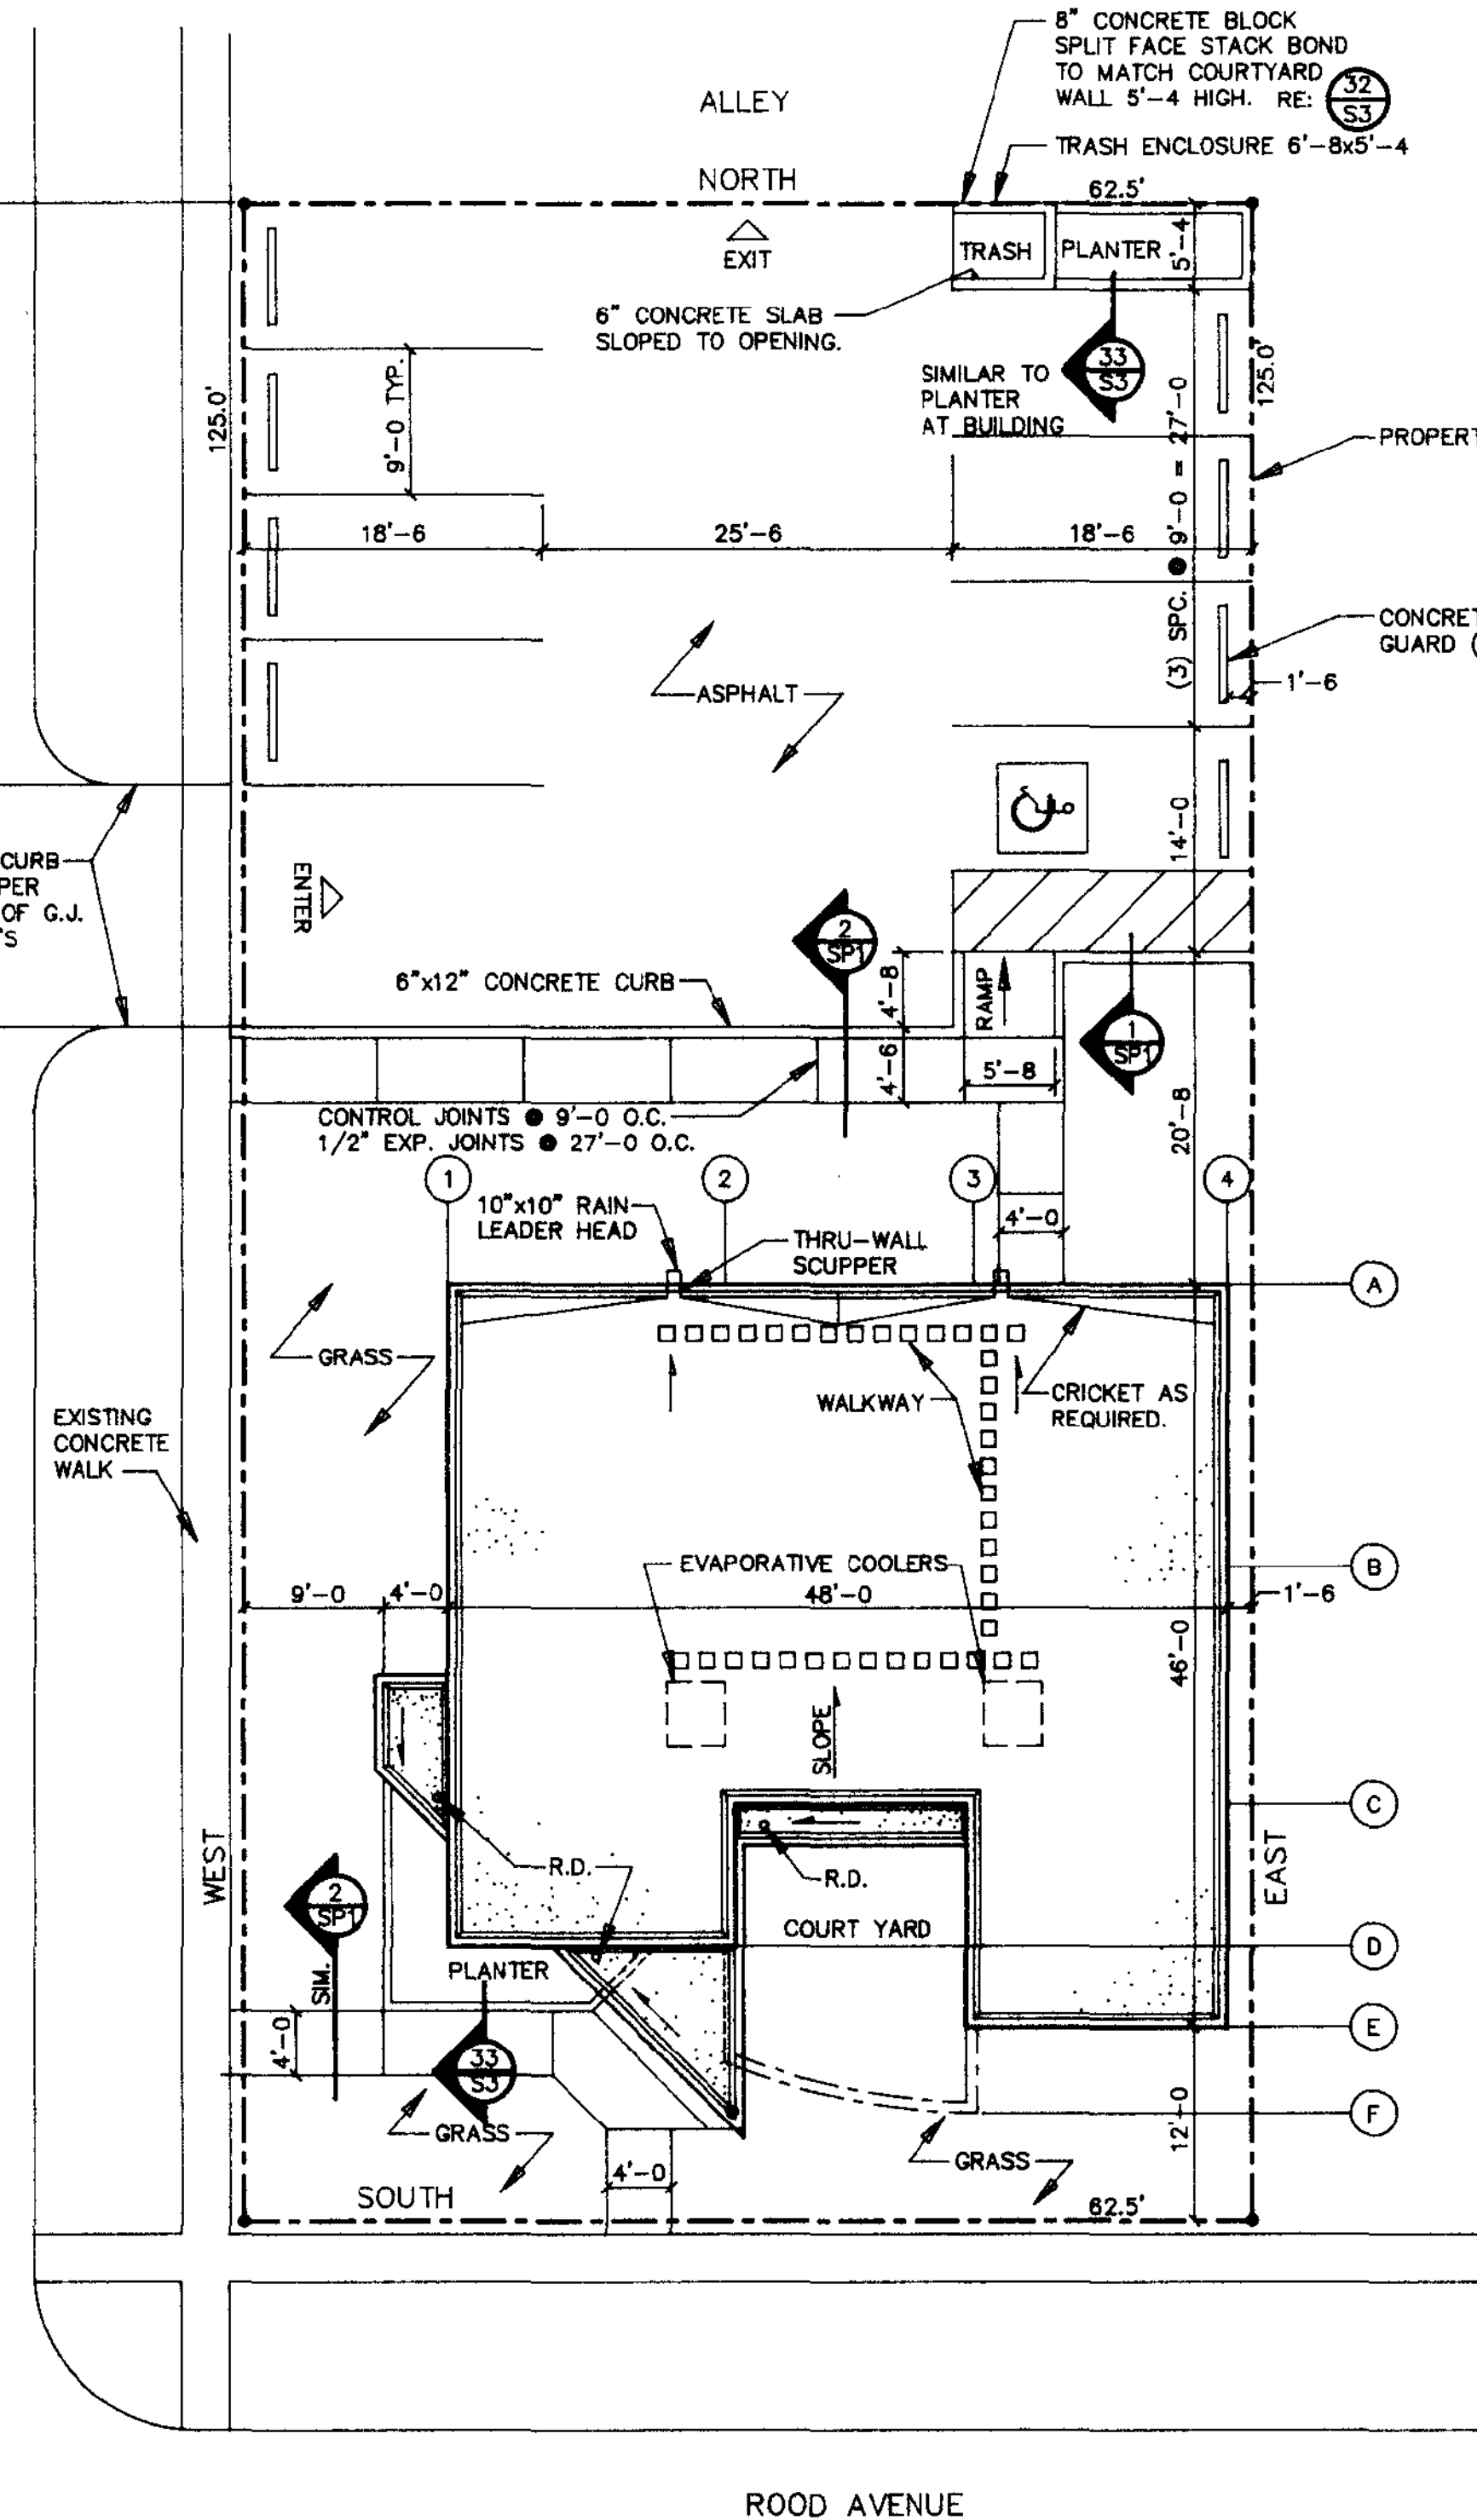 8" CONCRETE BLOCK
SPLIT FACE STACK BOND
TO MATCH COURTYARD
WALL 5'-4 HIGH. RE: 32
S3
ALLEY
TRASH ENCLOSURE 6'-8x5'-4
NORTH
62.5'
EXIT
TRASH
PLANTER
5'-4
6" CONCRETE SLAB
SLOPED TO OPENING.
33
S3
SIMILAR TO
PLANTER
AT BUILDING
125.0'
125.0'
9'-0 TYP.
PROPERT
18'-6
25'-6
18'-6
(3) SPC. ● 9'-0 = 27'-0
CONCRET
GUARD (
1'-6
ASPHALT
14'-0
CURB
PER
OF G.J.
'S
ENTER
2
SP1
6"x12" CONCRETE CURB
4'-8
RAMP
1
SP1
4'-6
5'-8
CONTROL JOINTS ● 9'-0 O.C.
1/2" EXP. JOINTS ● 27'-0 O.C.
20'-8
1
2
3
4
10"x10" RAIN
LEADER HEAD
4'-0
THRU-WALL
SCUPPER
A
GRASS
WALKWAY
CRICKET AS
REQUIRED.
EXISTING
CONCRETE
WALK
EVAPORATIVE COOLERS
B
9'-0
4'-0
48'-0
1'-6
46'-0
SLOPE
C
WEST
EAST
R.D.
R.D.
2
SP1
COURT YARD
D
PLANTER
SIM.
E
4'-0
33
S3
F
12'-0
GRASS
GRASS
4'-0
SOUTH
62.5'
ROOD AVENUE